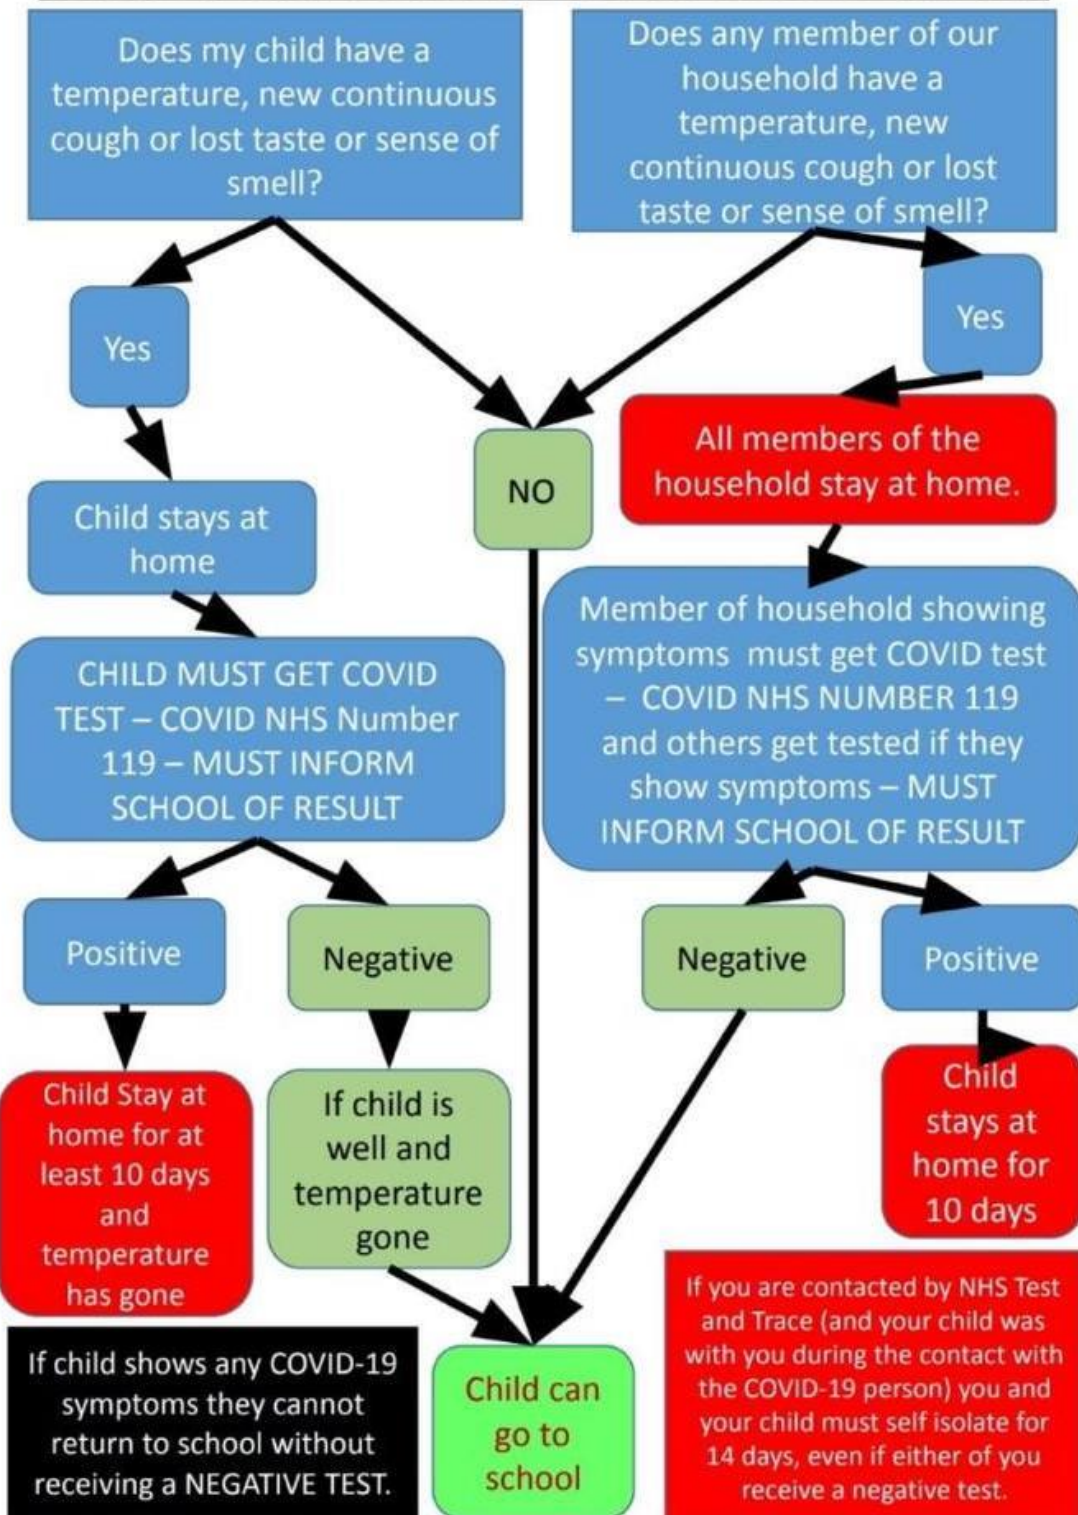 Does my child have a
temperature, new continuous
cough or lost taste or sense of
smell?
Does any member of our
household have a
temperature, new
continuous cough or lost
taste or sense of smell?
Yes
Yes
NO
All members of the
household stay at home.
Child stays at
home
Member of household showing
symptoms must get COVID test
– COVID NHS NUMBER 119
and others get tested if they
show symptoms – MUST
INFORM SCHOOL OF RESULT
CHILD MUST GET COVID
TEST – COVID NHS Number
119 – MUST INFORM
SCHOOL OF RESULT
Positive
Negative
Negative
Positive
Child Stay at
home for at
least 10 days
and
temperature
has gone
If child is
well and
temperature
gone
Child
stays at
home for
10 days
If child shows any COVID-19
symptoms they cannot
return to school without
receiving a NEGATIVE TEST.
Child can
go to
school
If you are contacted by NHS Test
and Trace (and your child was
with you during the contact with
the COVID-19 person) you and
your child must self isolate for
14 days, even if either of you
receive a negative test.